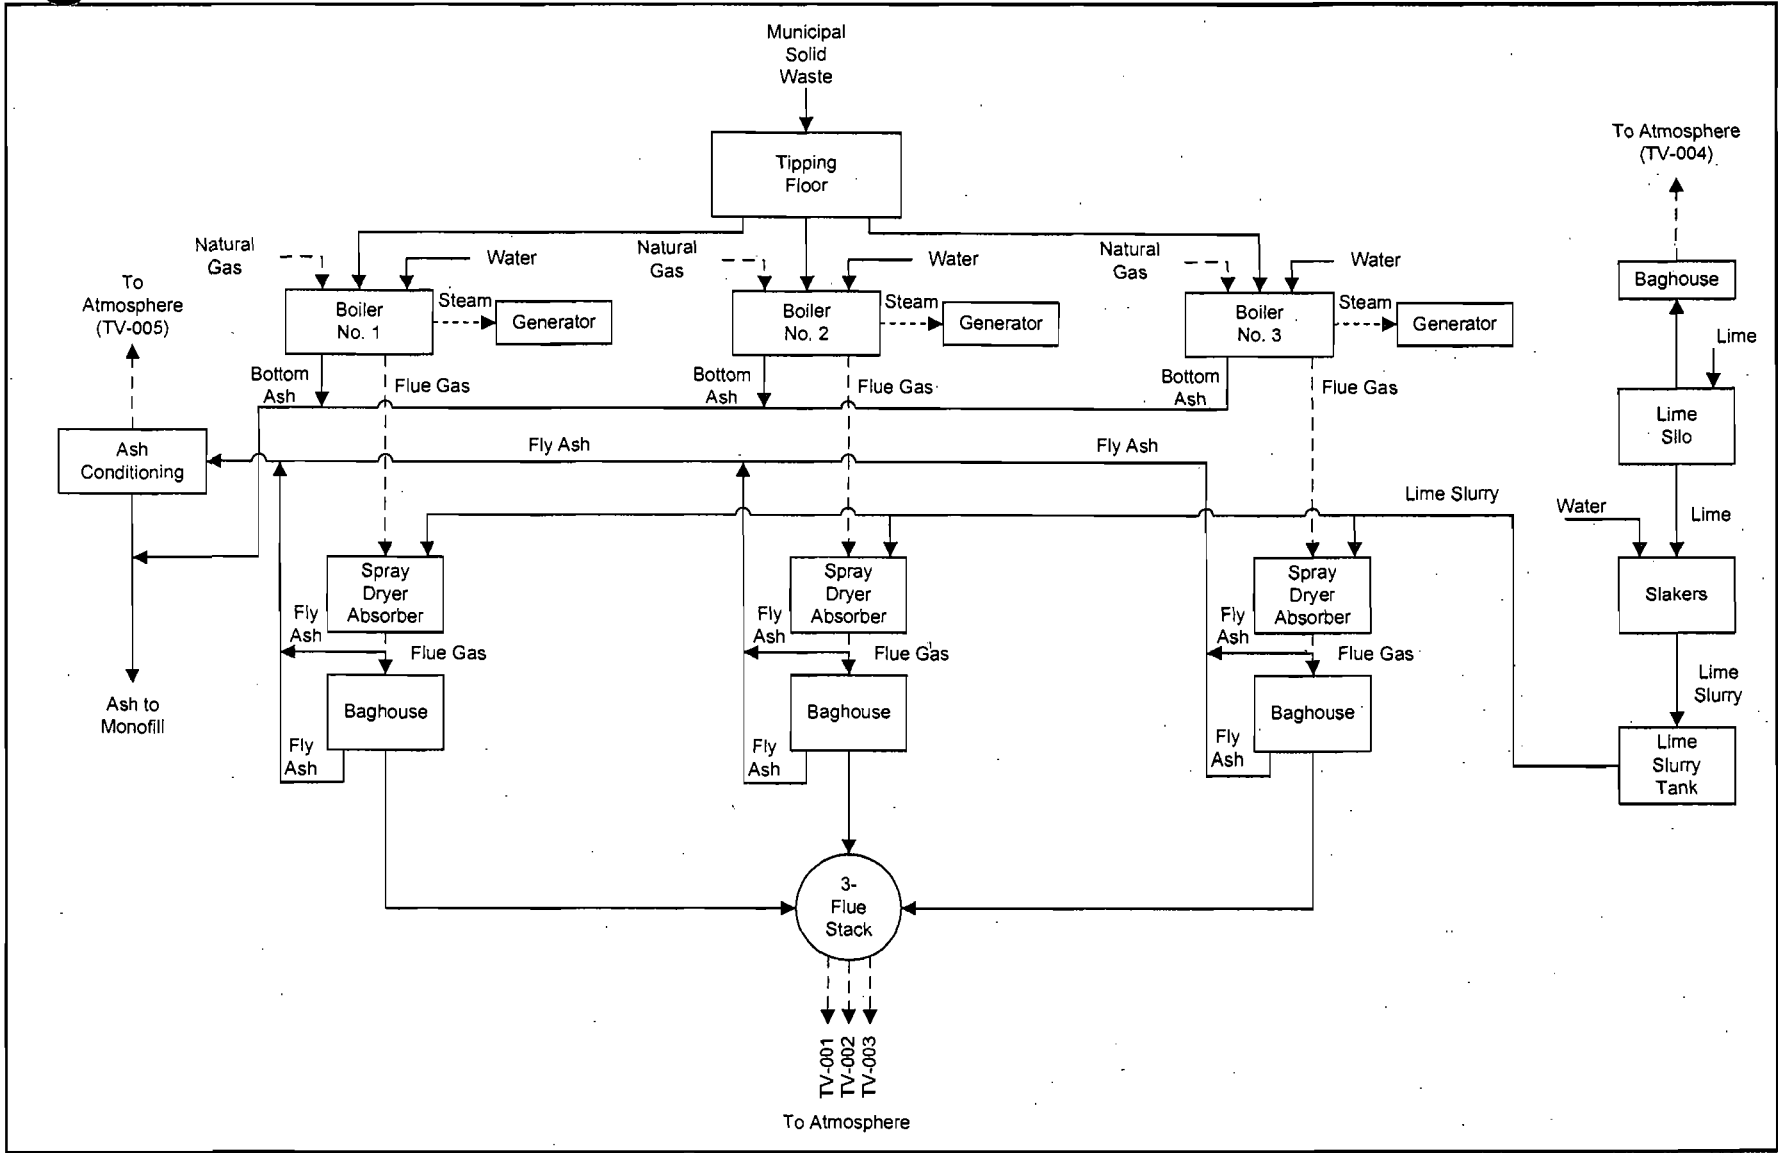 Municipal
Solid
Waste
To Atmosphere
(TV-004)
Tipping
Floor
Natural
Gas
Water
Natural
Gas
Water
Natural
Gas
Water
Baghouse
To
Atmosphere
(TV-005)
Boiler
No. 1
Steam
Generator
Boiler
No. 2
Steam
Generator
Boiler
No. 3
Steam
Generator
Lime
Bottom
Ash
Flue Gas
Bottom
Ash
Flue Gas
Bottom
Ash
Flue Gas
Lime
Silo
Ash
Conditioning
Fly Ash
Fly Ash
Lime Slurry
Water
Lime
Spray
Dryer
Absorber
Spray
Dryer
Absorber
Spray
Dryer
Absorber
Slakers
Fly
Ash
Flue Gas
Fly
Ash
Flue Gas
Fly
Ash
Flue Gas
Lime
Slurry
Ash to
Monofill
Baghouse
Baghouse
Baghouse
Fly
Ash
Fly
Ash
Fly
Ash
Lime
Slurry
Tank
3-
Flue
Stack
TV-001
TV-002
TV-003
To Atmosphere